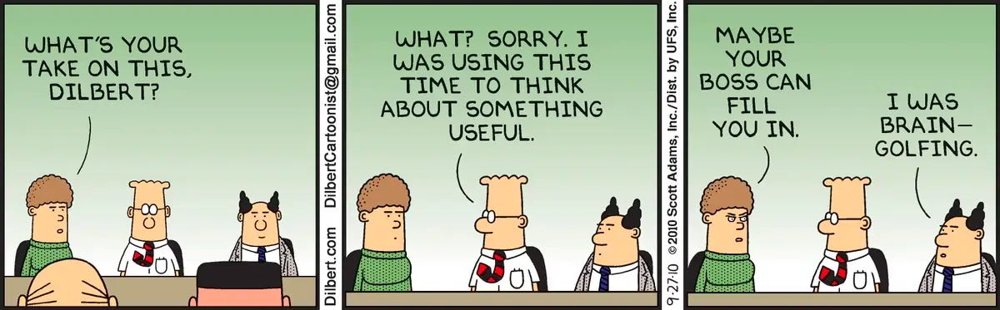 WHAT'S YOUR
TAKE ON THIS,
DILBERT?
Dilbert.com DilbertCartoonist@gmail.com
WHAT? SORRY. I
WAS USING THIS
TIME TO THINK
ABOUT SOMETHING
USEFUL.
9-27-10 © 2010 Scott Adams, Inc./Dist. by UFS, Inc.
MAYBE
YOUR
BOSS CAN
FILL
YOU IN.
I WAS
BRAIN-
GOLFING.